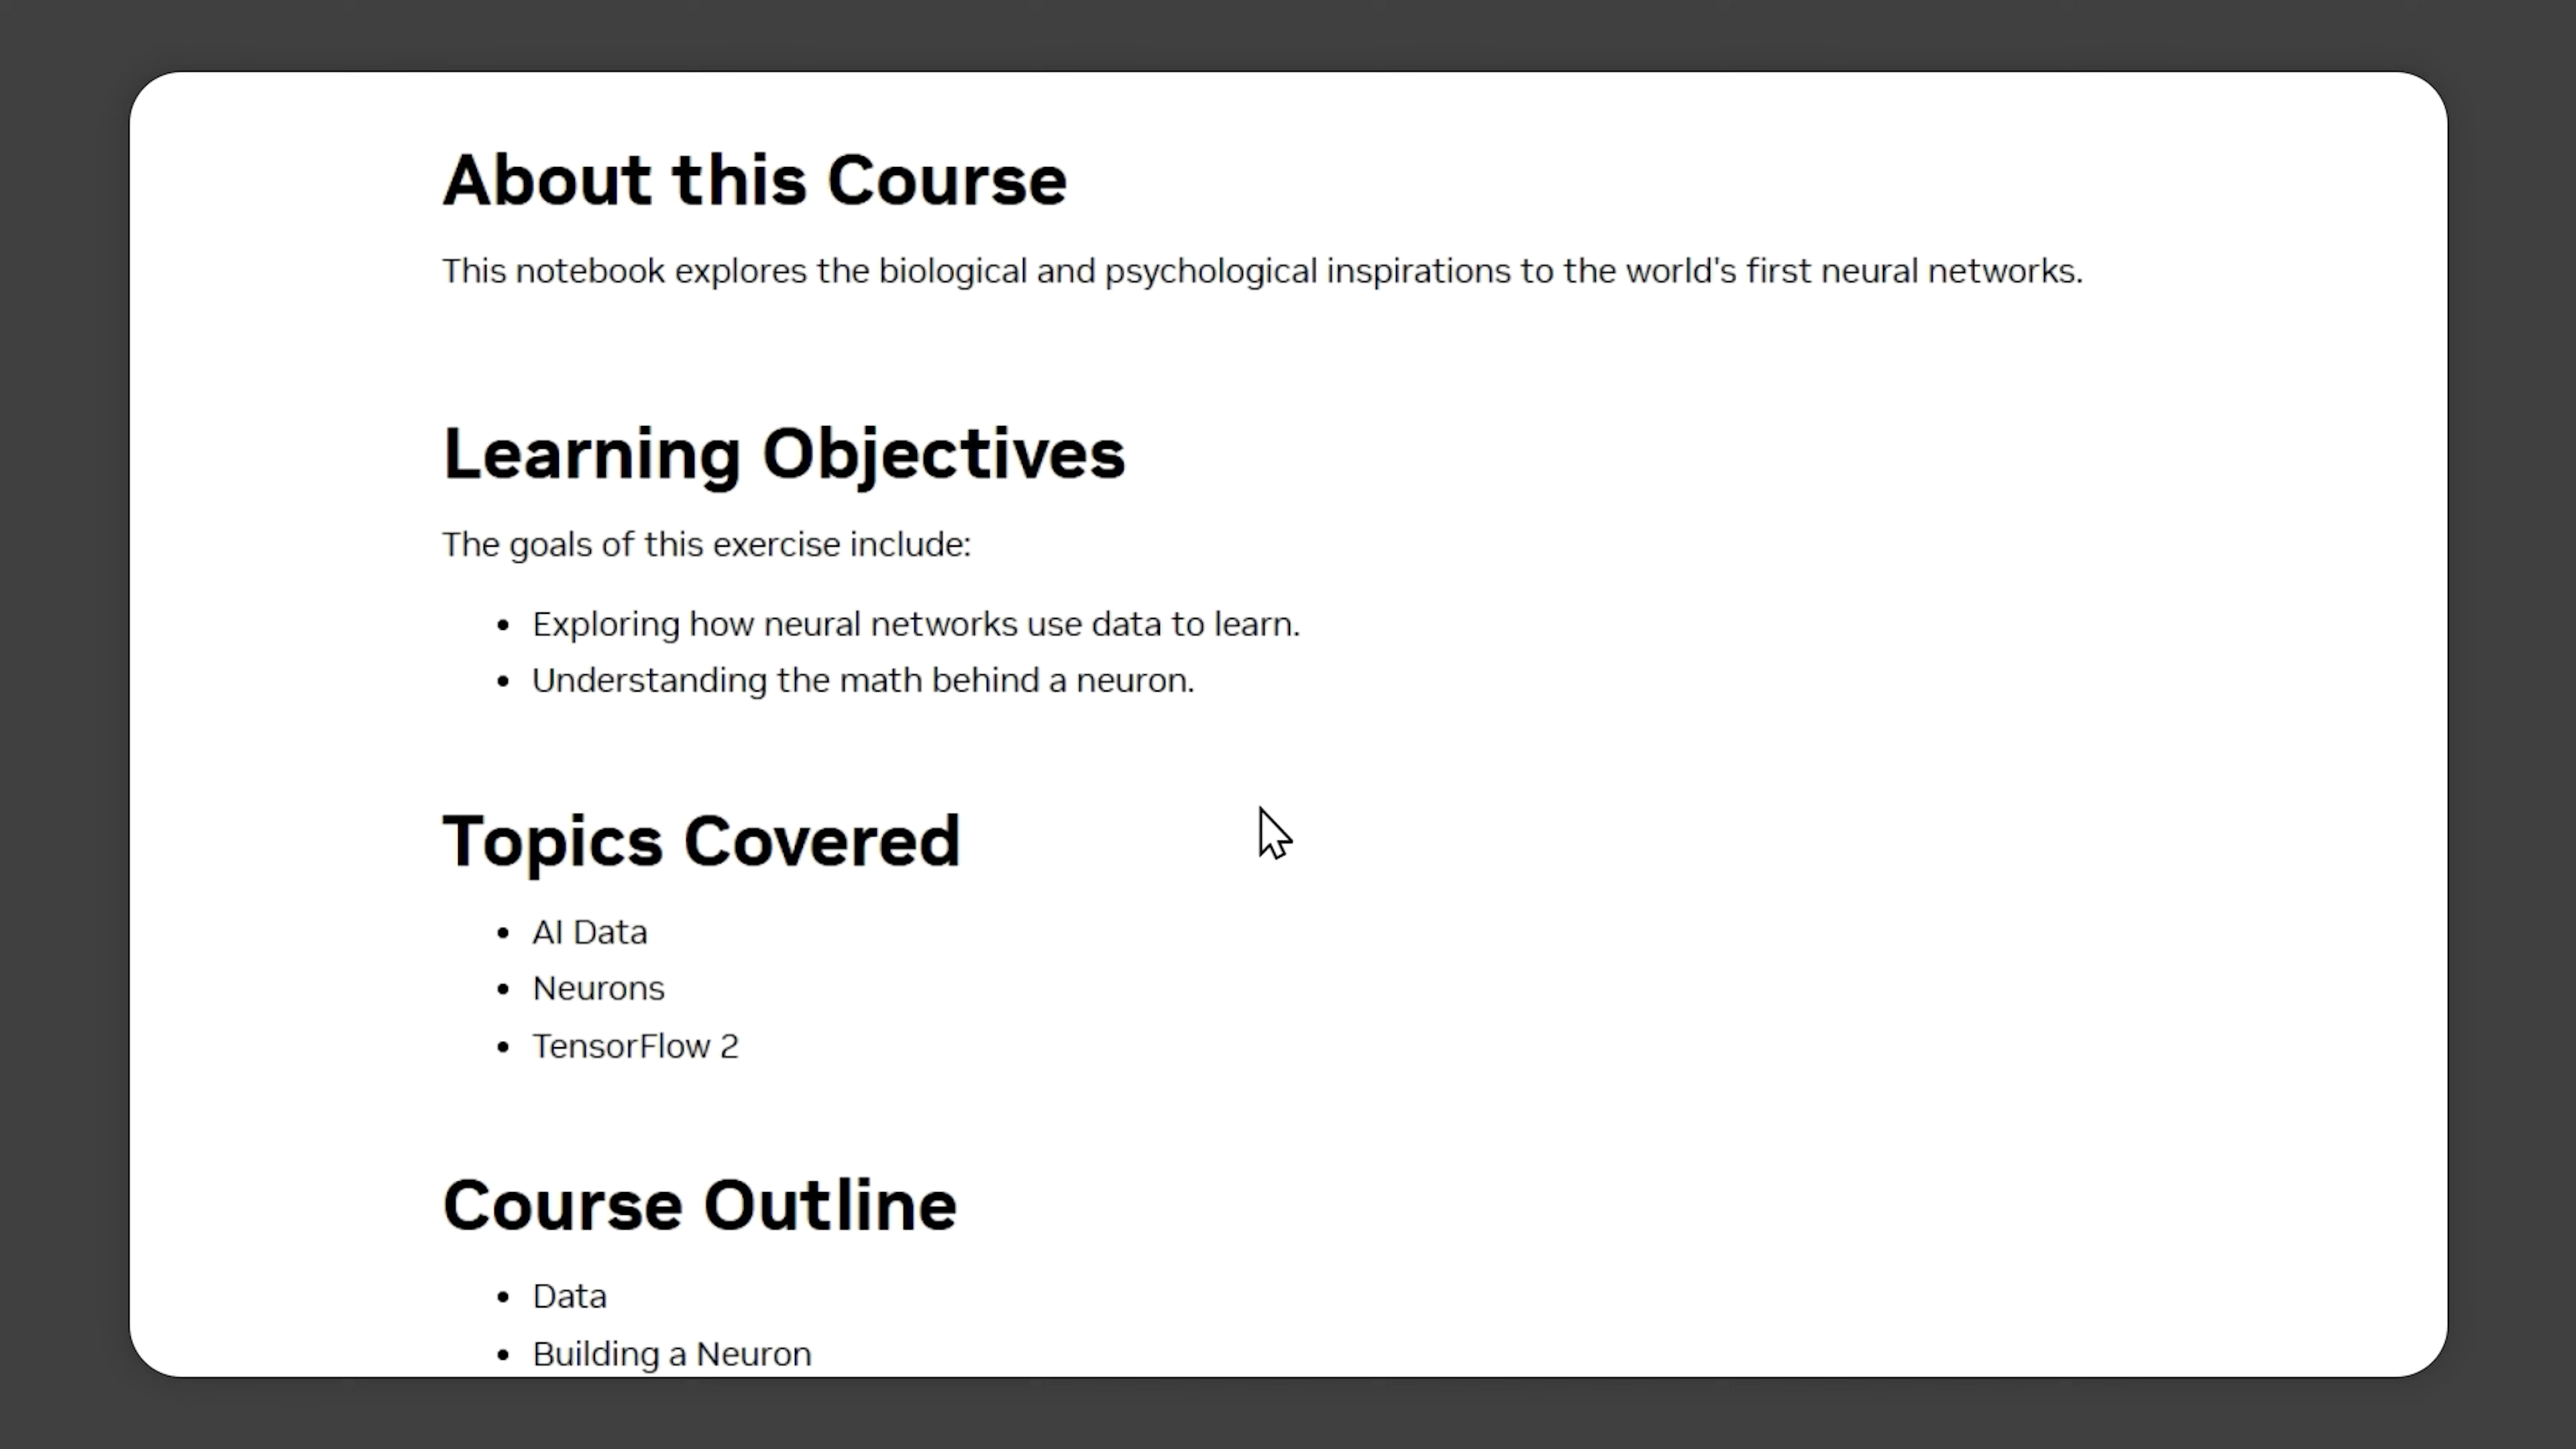 About this Course
This notebook explores the biological and psychological inspirations to the world's first neural networks.
Learning Objectives
The goals of this exercise include:
• Exploring how neural networks use data to learn.
• Understanding the math behind a neuron.
Topics Covered
• AI Data
• Neurons
• TensorFlow 2
Course Outline
• Data
• Building a Neuron